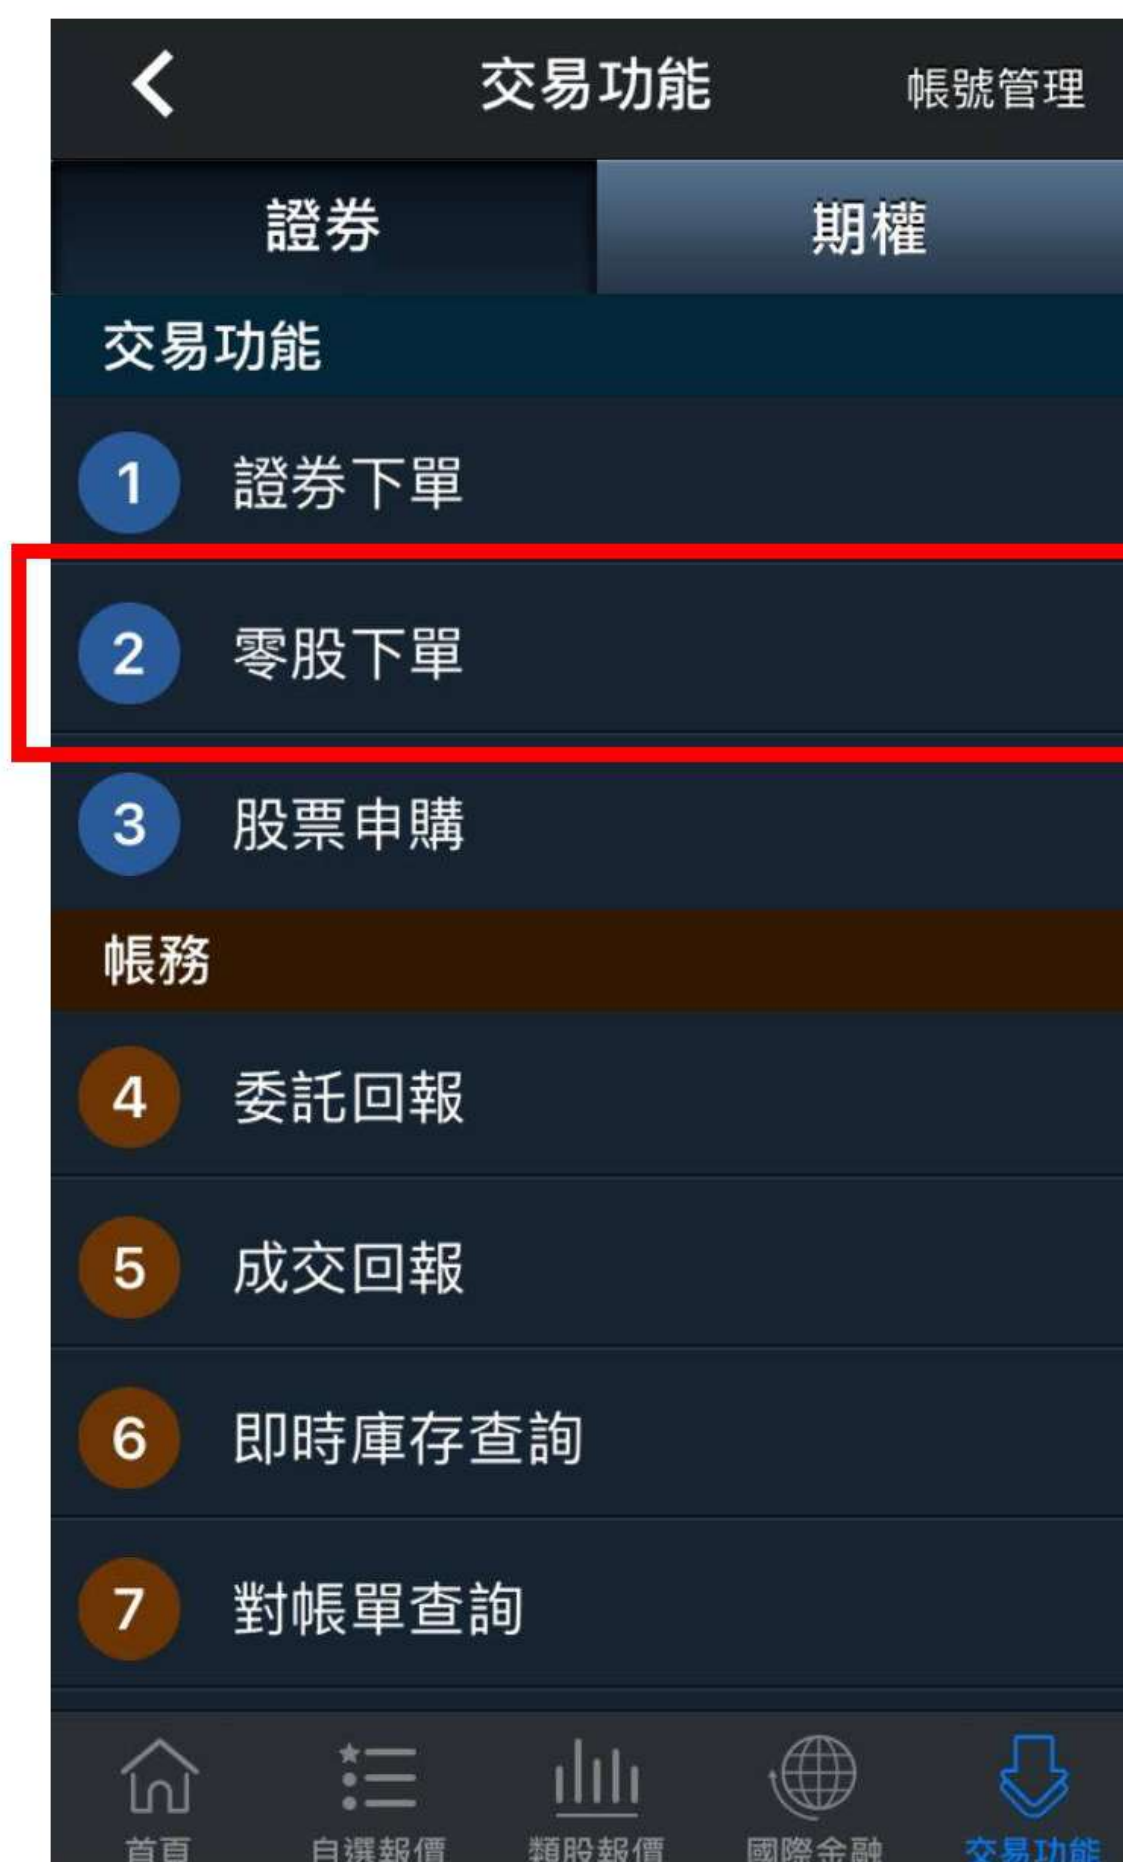 交易功能 帳號管理
證券 期權
交易功能
1 證券下單
2 零股下單
3 股票申購
帳務
4 委託回報
5 成交回報
6 即時庫存查詢
7 對帳單查詢
首頁 自選報價 類股報價 國際金融 交易功能